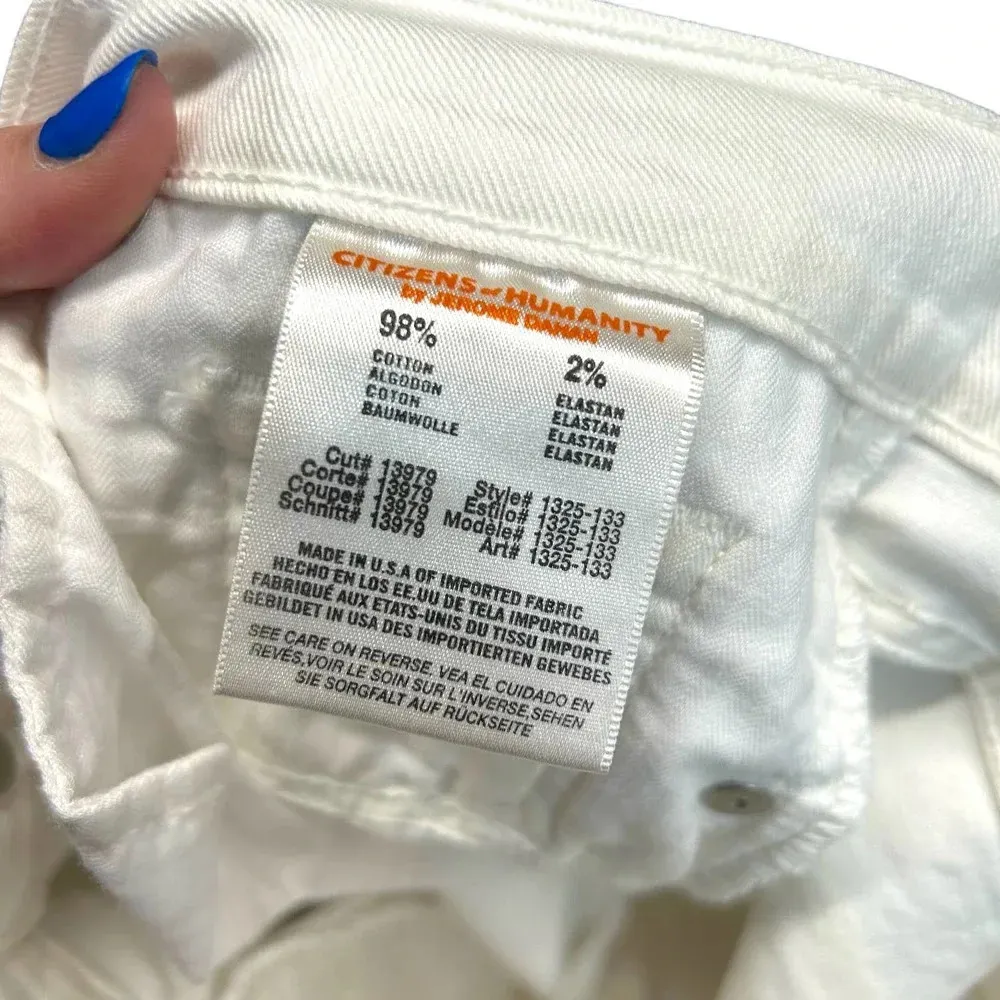 CITIZENS of HUMANITY
by JEROME DAHAN
98%
COTTON
ALGODON
COTON
BAUMWOLLE
2%
ELASTAN
ELASTAN
ELASTAN
ELASTAN
Cut# 13979
Corte# 13979
Coupe# 13979
Schnitt# 13979
Style# 1325-133
Estilo# 1325-133
Modèle# 1325-133
Art# 1325-133
MADE IN U.S.A OF IMPORTED FABRIC
HECHO EN LOS EE.UU DE TELA IMPORTADA
FABRIQUÉ AUX ETATS-UNIS DU TISSU IMPORTÉ
GEBILDET IN USA DES IMPORTIERTEN GEWEBES
SEE CARE ON REVERSE. VEA EL CUIDADO EN
REVÉS,VOIR LE SOIN SUR L'INVERSE,SEHEN
SIE SORGFALT AUF RÜCKSEITE